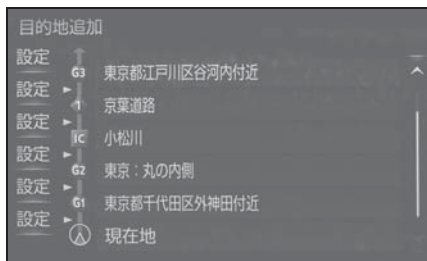 目的地追加
設定
G3 東京都江戸川区谷河内付近
設定
1 京葉道路
設定
IC 小松川
設定
G2 東京：丸の内側
設定
G1 東京都千代田区外神田付近
設定
現在地